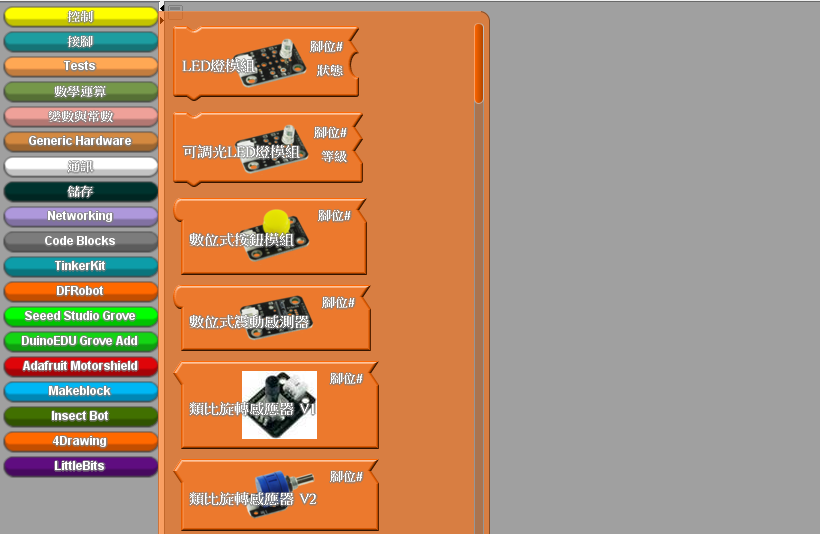 控制
接腳
Tests
數學運算
變數與常數
Generic Hardware
通訊
儲存
Networking
Code Blocks
TinkerKit
DFRobot
Seeed Studio Grove
DuinoEDU Grove Add
Adafruit Motorshield
Makeblock
Insect Bot
4Drawing
LittleBits
腳位#
LED燈模組
狀態
腳位#
可調光LED燈模組
等級
腳位#
數位式按鈕模組
腳位#
數位式震動感測器
腳位#
類比旋轉感應器 V1
腳位#
類比旋轉感應器 V2